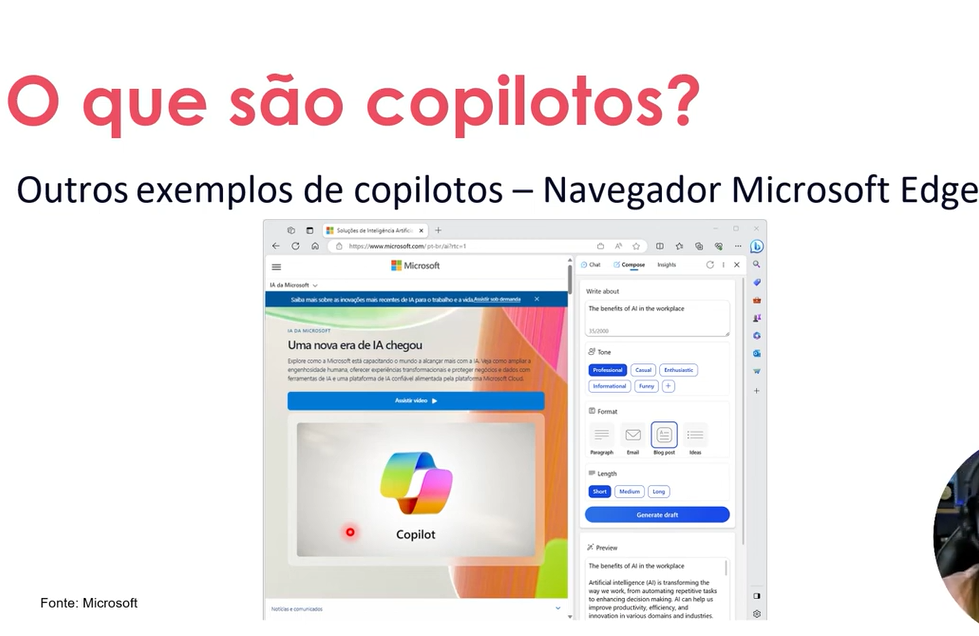 O que são copilotos?
Outros exemplos de copilotos – Navegador Microsoft Edge
Soluções de Inteligência Artificia
https://www.microsoft.com/pt-br/ai?rtc=1
Microsoft
IA da Microsoft
Saiba mais sobre as inovações mais recentes de IA para o trabalho e a vida. Assistir sob demanda
IA DA MICROSOFT
Uma nova era de IA chegou
Explore como a Microsoft está capacitando o mundo a alcançar mais com a IA. Veja como ampliar a
engenhosidade humana, oferecer experiências transformacionais e proteger negócios e dados com
ferramentas de IA e uma plataforma de IA confiável alimentada pela plataforma Microsoft Cloud.
Assistir vídeo
Copilot
Notícias e comunicados
Chat Compose Insights
Write about
The benefits of AI in the workplace
35/2000
Tone
Professional Casual Enthusiastic
Informational Funny +
Format
Paragraph Email Blog post Ideas
Length
Short Medium Long
Generate draft
Preview
The benefits of AI in the workplace
Artificial intelligence (AI) is transforming the
way we work, from automating repetitive tasks
to enhancing decision making. AI can help us
improve productivity, efficiency, and
innovation in various domains and industries.
Fonte: Microsoft